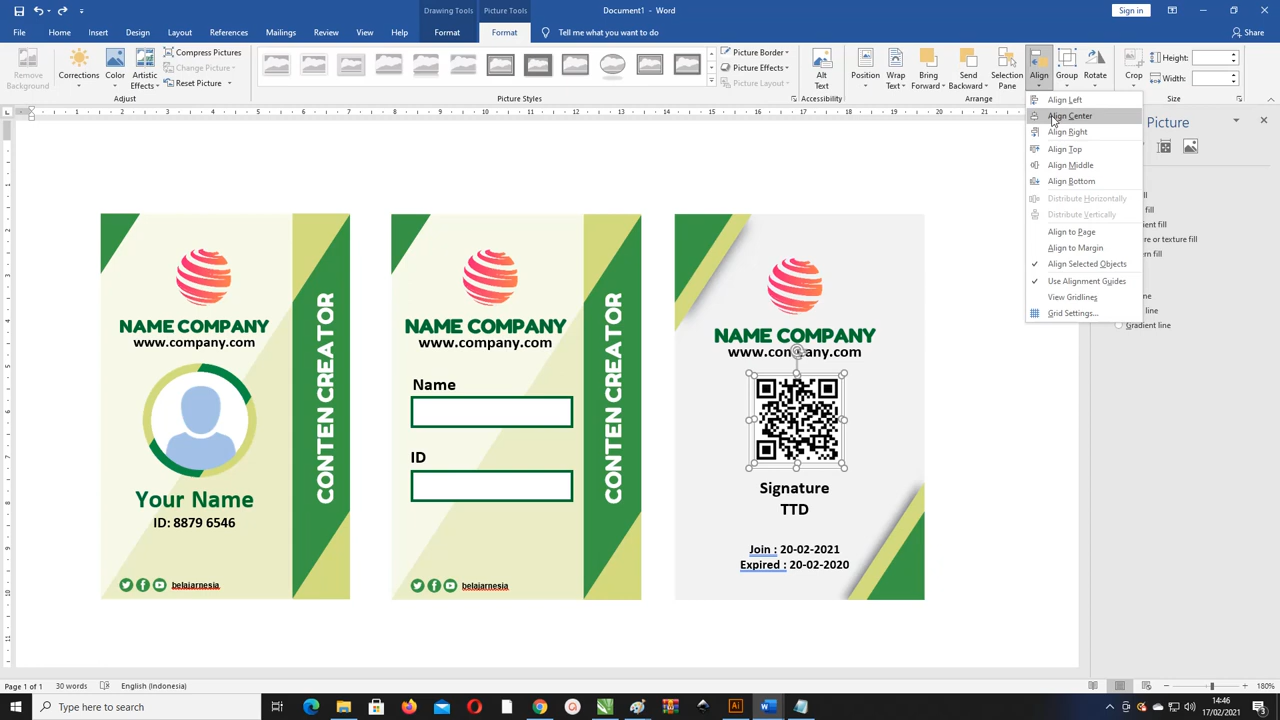 Drawing Tools
Picture Tools
Document1 - Word
Sign in
File
Home
Insert
Design
Layout
References
Mailings
Review
View
Help
Format
Format
Tell me what you want to do
Share
Remove Background
Corrections
Color
Artistic Effects
Compress Pictures
Change Picture
Reset Picture
Adjust
Picture Styles
Picture Border
Picture Effects
Picture Layout
Alt Text
Accessibility
Position
Wrap Text
Bring Forward
Send Backward
Selection Pane
Align
Group
Rotate
Arrange
Crop
Height:
Width:
Size
Align Left
Align Center
Align Right
Align Top
Align Middle
Align Bottom
Distribute Horizontally
Distribute Vertically
Align to Page
Align to Margin
Align Selected Objects
Use Alignment Guides
View Gridlines
Grid Settings...
Picture
Gradient line
NAME COMPANY
www.company.com
Your Name
ID: 8879 6546
belajarnesia
CONTEN CREATOR
NAME COMPANY
www.company.com
Name
ID
belajarnesia
CONTEN CREATOR
NAME COMPANY
www.company.com
Signature
TTD
Join : 20-02-2021
Expired : 20-02-2020
Page 1 of 1
30 words
English (Indonesia)
180%
Type here to search
14:46
17/02/2021